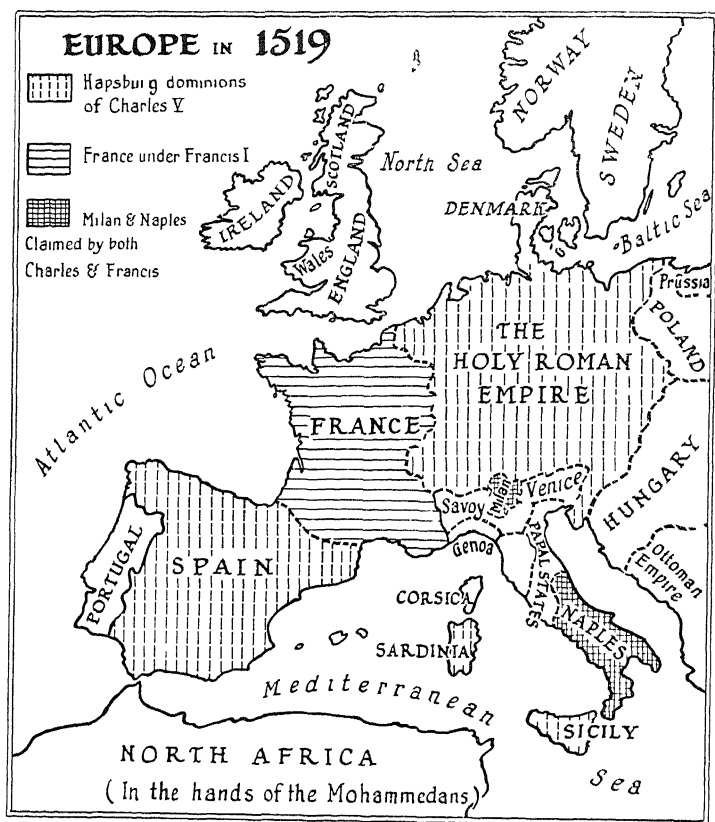 EUROPE IN 1519
Hapsburg dominions
of Charles V
France under Francis I
Milan & Naples
Claimed by both
Charles & Francis
NORWAY
SWEDEN
SCOTLAND
North Sea
IRELAND
DENMARK
Baltic Sea
Wales
ENGLAND
Prussia
POLAND
THE
HOLY ROMAN
EMPIRE
Atlantic Ocean
FRANCE
HUNGARY
Savoy
Milan
Venice
Genoa
PORTUGAL
SPAIN
PAPAL STATES
Ottoman
Empire
CORSICA
NAPLES
SARDINIA
Mediterranean
Sea
SICILY
NORTH AFRICA
(In the hands of the Mohammedans)